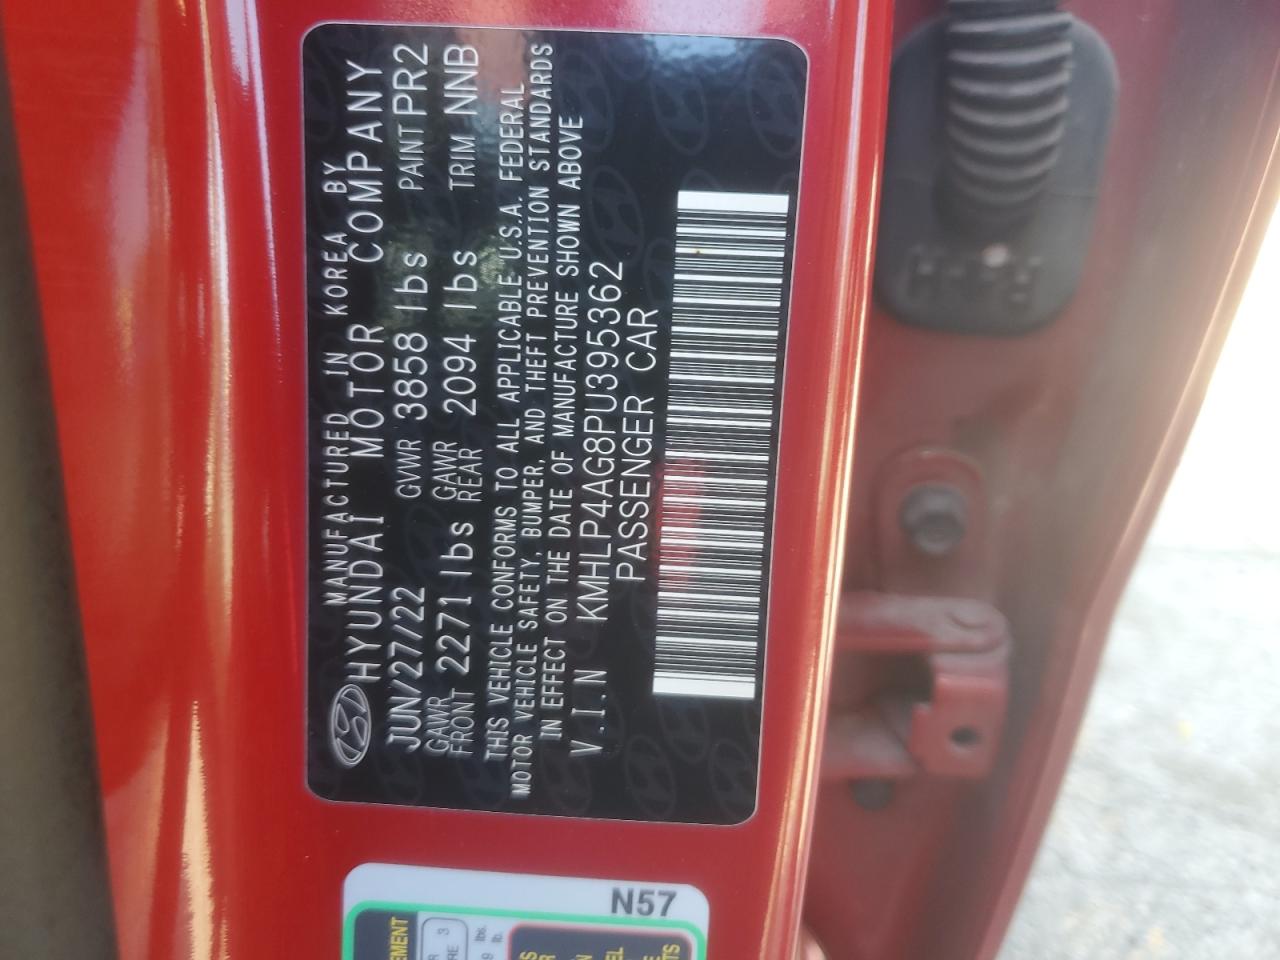 MANUFACTURED IN KOREA BY
HYUNDAI MOTOR COMPANY
JUN/27/22 GVWR 3858 lbs PAINT PR2
GAWR FRONT 2271 lbs GAWR REAR 2094 lbs TRIM NNB
THIS VEHICLE CONFORMS TO ALL APPLICABLE U.S.A. FEDERAL
MOTOR VEHICLE SAFETY, BUMPER, AND THEFT PREVENTION STANDARDS
IN EFFECT ON THE DATE OF MANUFACTURE SHOWN ABOVE
V.I.N KMHLP4AG8PU395362
PASSENGER CAR
N57